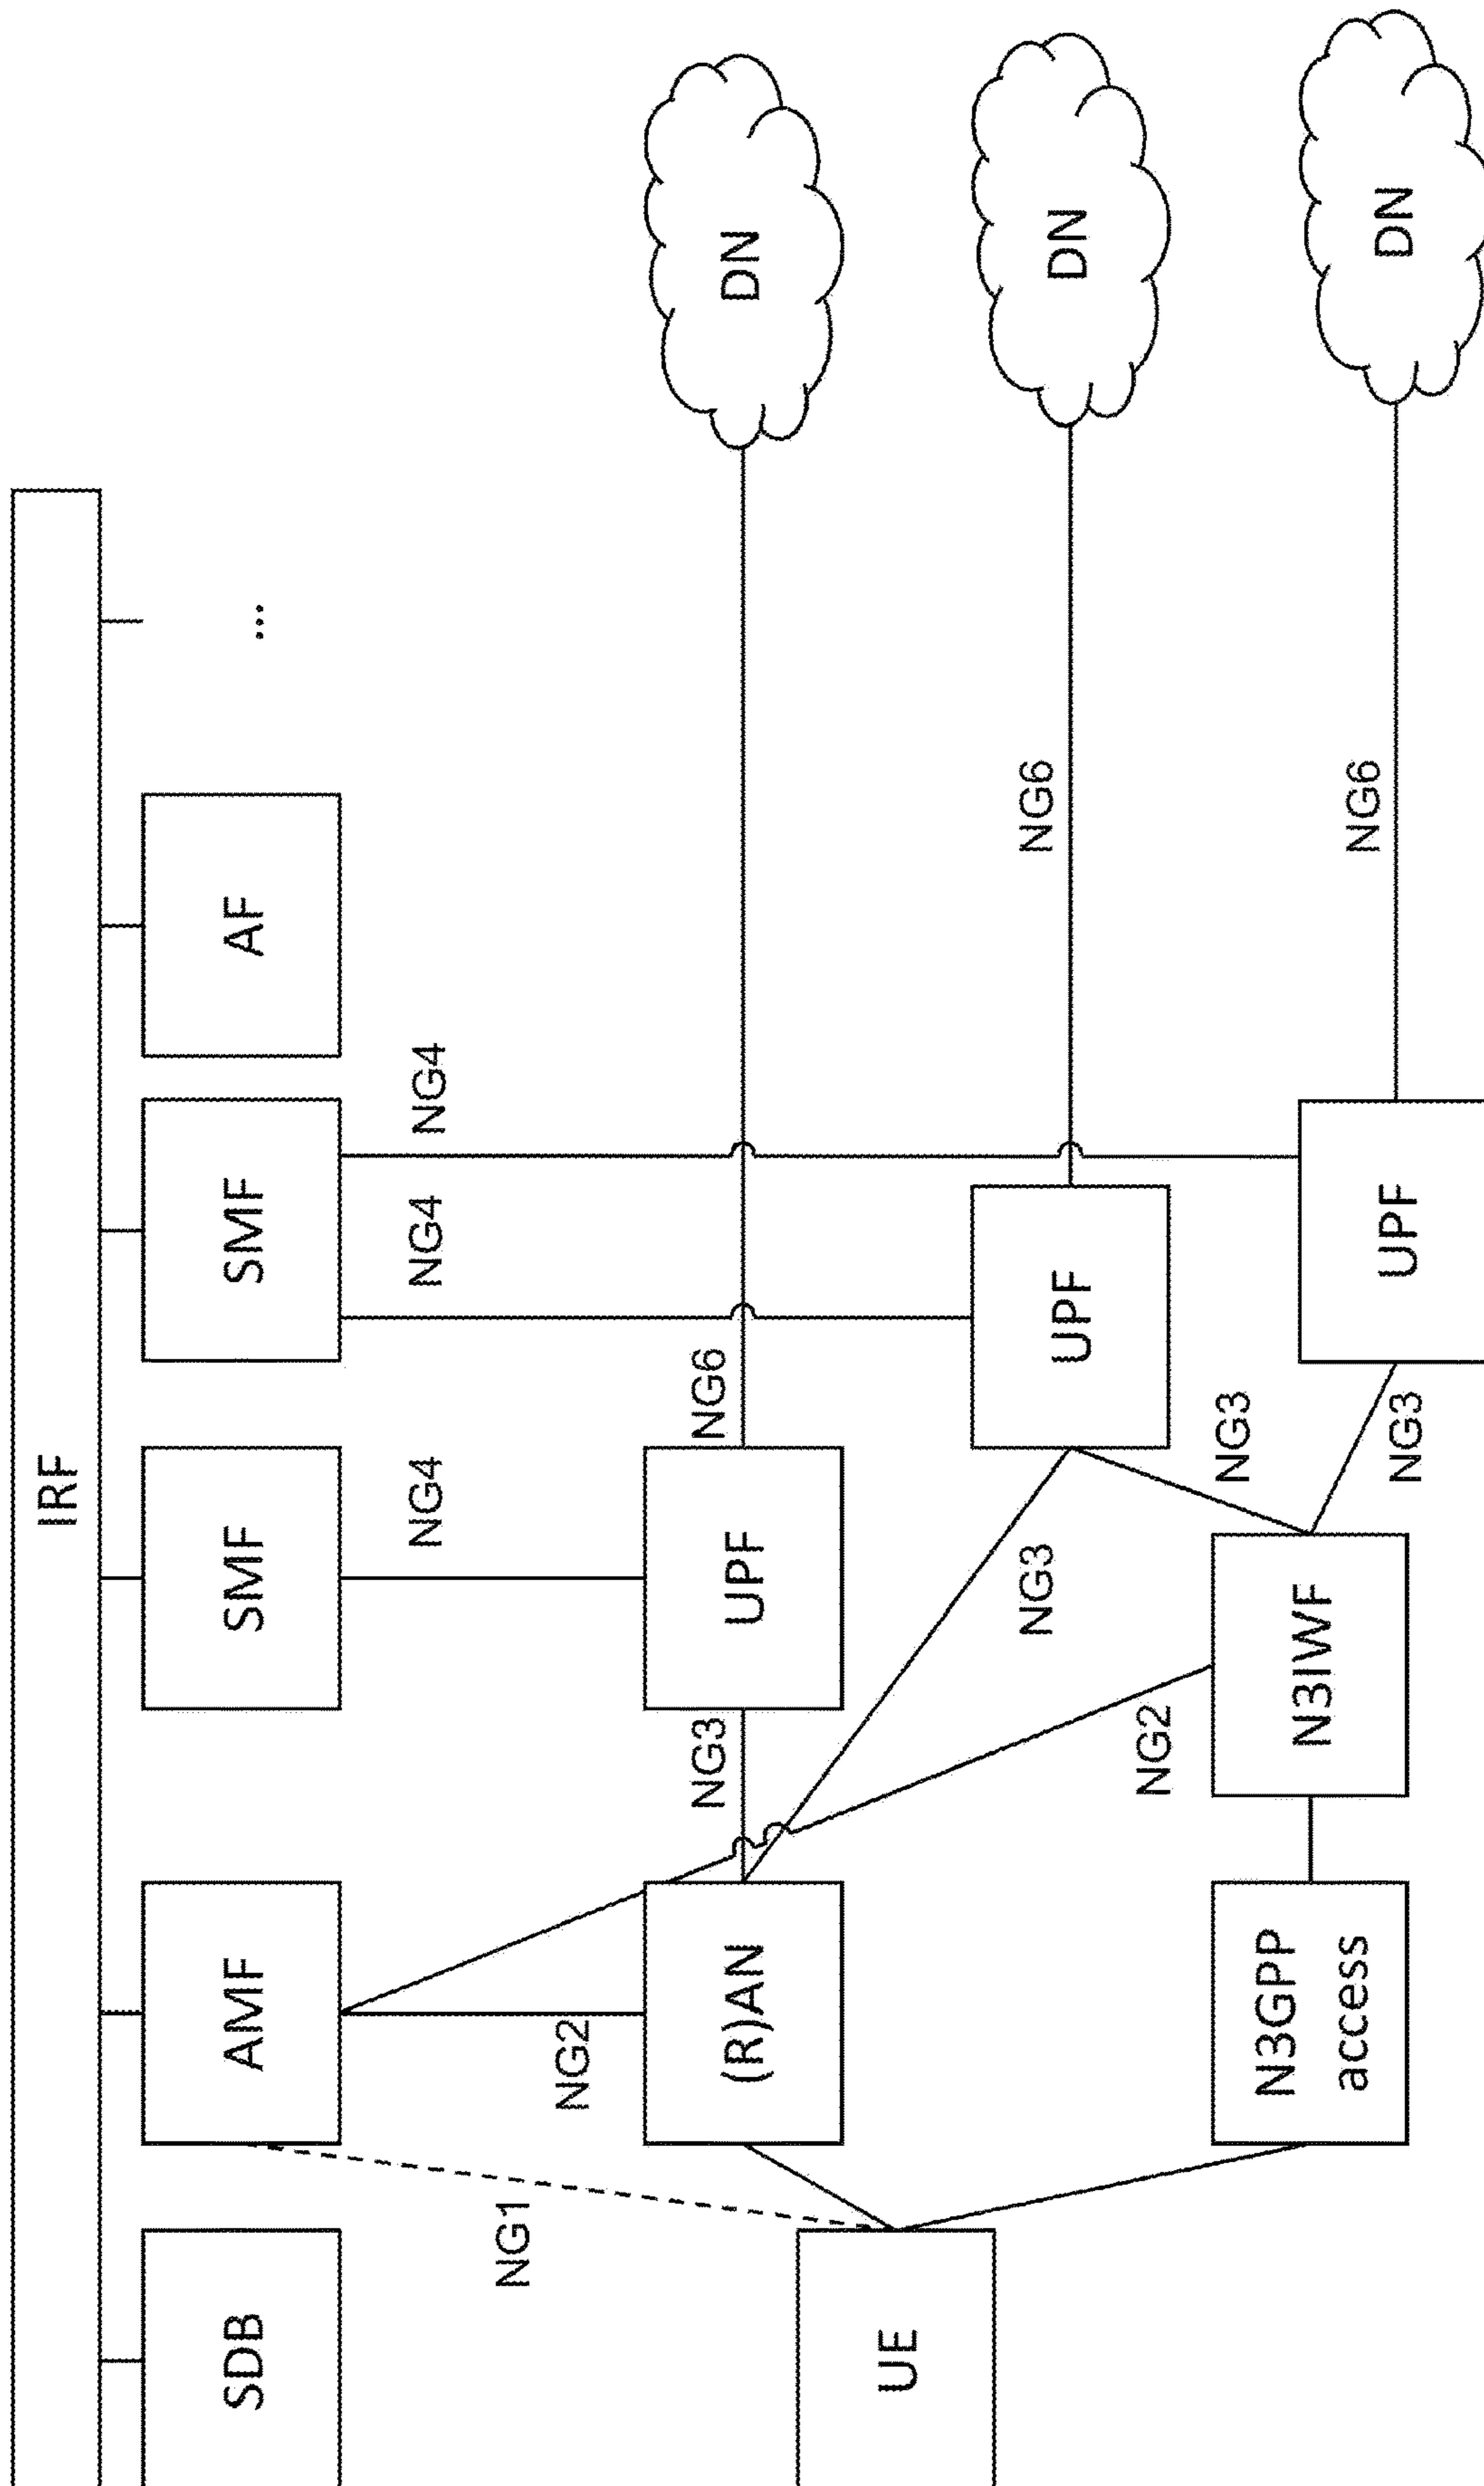 IRF
SDB
AMF
SMF
SMF
AF
...
NG1
NG2
NG4
NG4
NG4
(R)AN
NG3
UPF
NG6
DN
UE
NG3
UPF
NG6
DN
NG2
NG3
N3GPP
access
N3IWF
NG3
UPF
NG6
DN